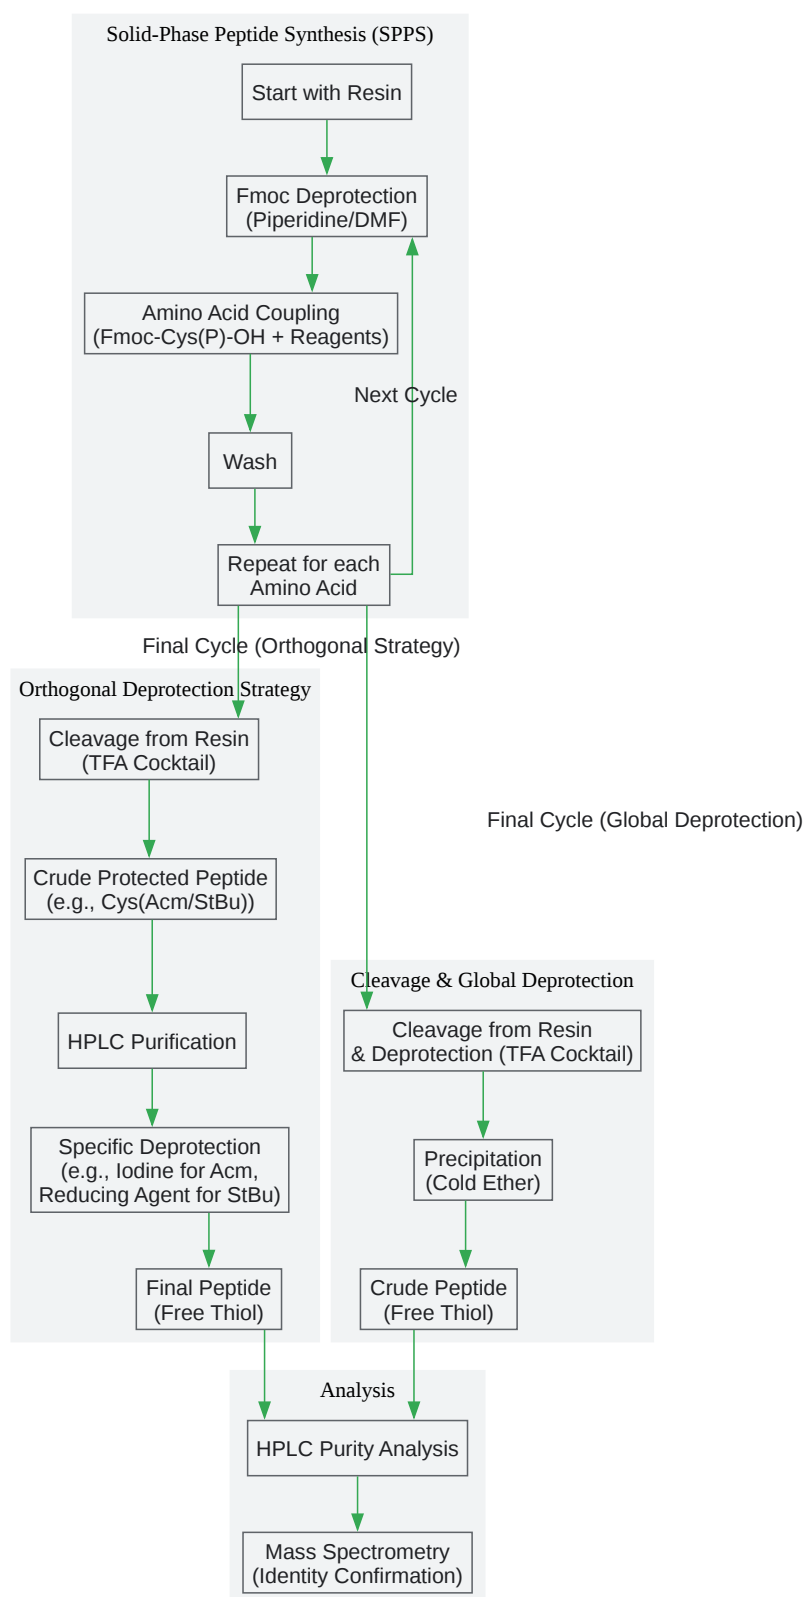 Solid-Phase Peptide Synthesis (SPPS)
Start with Resin
Fmoc Deprotection
(Piperidine/DMF)
Amino Acid Coupling
(Fmoc-Cys(P)-OH + Reagents)
Next Cycle
Wash
Repeat for each
Amino Acid
Final Cycle (Orthogonal Strategy)
Orthogonal Deprotection Strategy
Cleavage from Resin
(TFA Cocktail)
Final Cycle (Global Deprotection)
Crude Protected Peptide
(e.g., Cys(Acm/StBu))
HPLC Purification
Specific Deprotection
(e.g., Iodine for Acm,
Reducing Agent for StBu)
Final Peptide
(Free Thiol)
Cleavage & Global Deprotection
Cleavage from Resin
& Deprotection (TFA Cocktail)
Precipitation
(Cold Ether)
Crude Peptide
(Free Thiol)
Analysis
HPLC Purity Analysis
Mass Spectrometry
(Identity Confirmation)